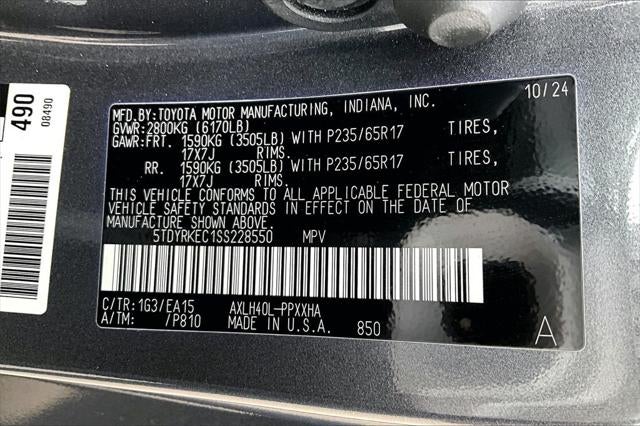 490
08490
10/24
MFD.BY:TOYOTA MOTOR MANUFACTURING, INDIANA, INC.
GVWR:2800KG (6170LB)
GAWR:FRT. 1590KG (3505LB) WITH P235/65R17 TIRES,
17X7J RIMS.
RR. 1590KG (3505LB) WITH P235/65R17 TIRES,
17X7J RIMS.
THIS VEHICLE CONFORMS TO ALL APPLICABLE FEDERAL MOTOR
VEHICLE SAFETY STANDARDS IN EFFECT ON THE DATE OF
MANUFACTURE SHOWN ABOVE.
5TDYRKEC1SS228550 MPV
C/TR:1G3/EA15 AXLH40L-PPXXHA
A/TM: /P810 MADE IN U.S.A. 850
A